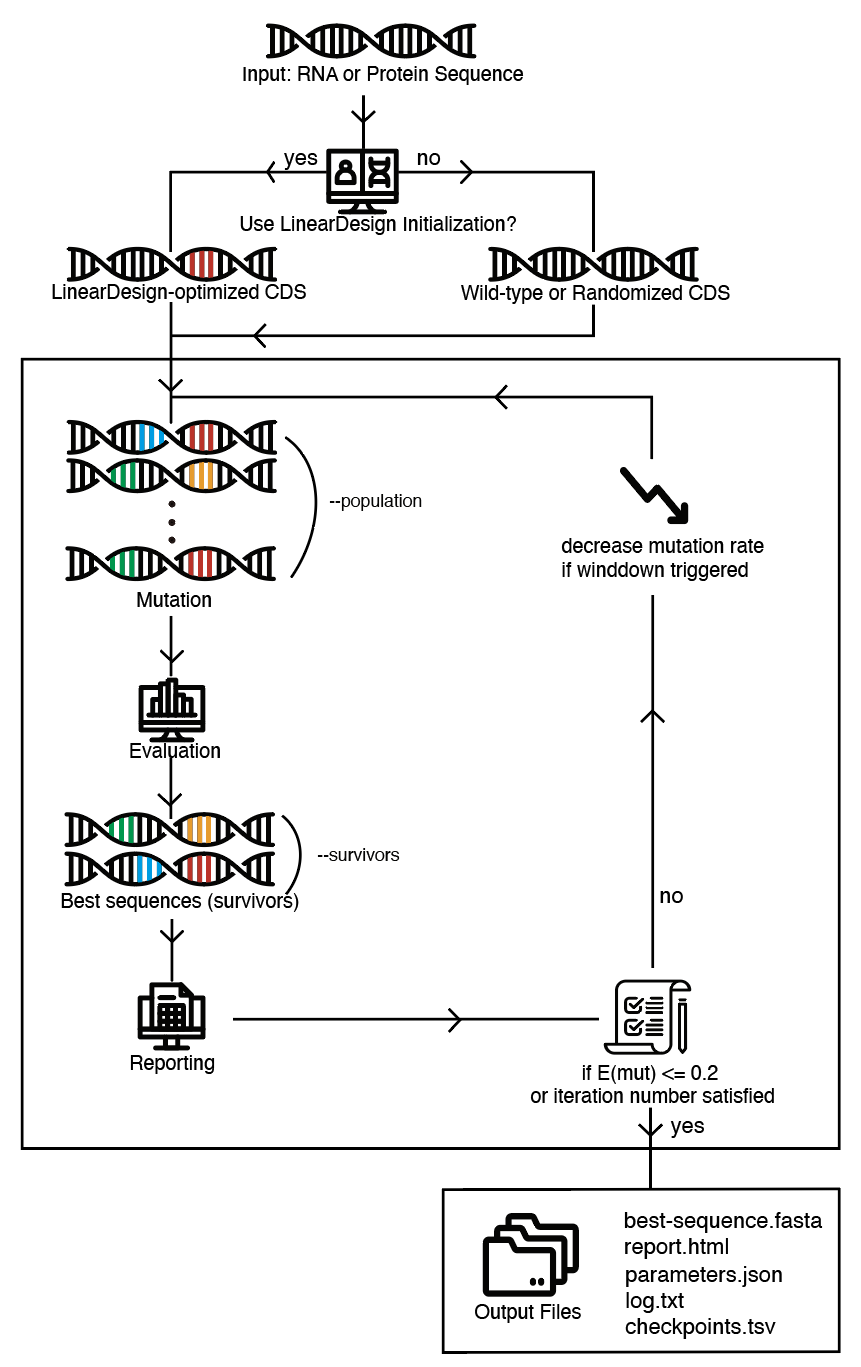 Input: RNA or Protein Sequence
yes
no
Use LinearDesign Initialization?
LinearDesign-optimized CDS
Wild-type or Randomized CDS
--population
Mutation
decrease mutation rate
if winddown triggered
Evaluation
--survivors
Best sequences (survivors)
no
Reporting
if E(mut) <= 0.2
or iteration number satisfied
yes
best-sequence.fasta
report.html
parameters.json
log.txt
checkpoints.tsv
Output Files